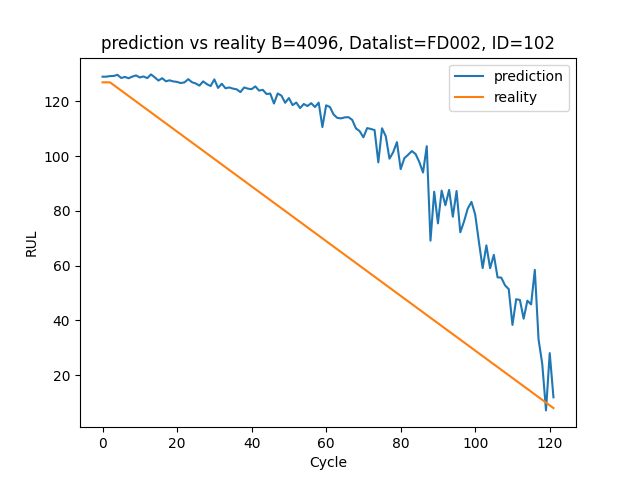 prediction vs reality B=4096, Datalist=FD002, ID=102
prediction
reality
RUL
120
100
80
60
40
20
0 20 40 60 80 100 120
Cycle